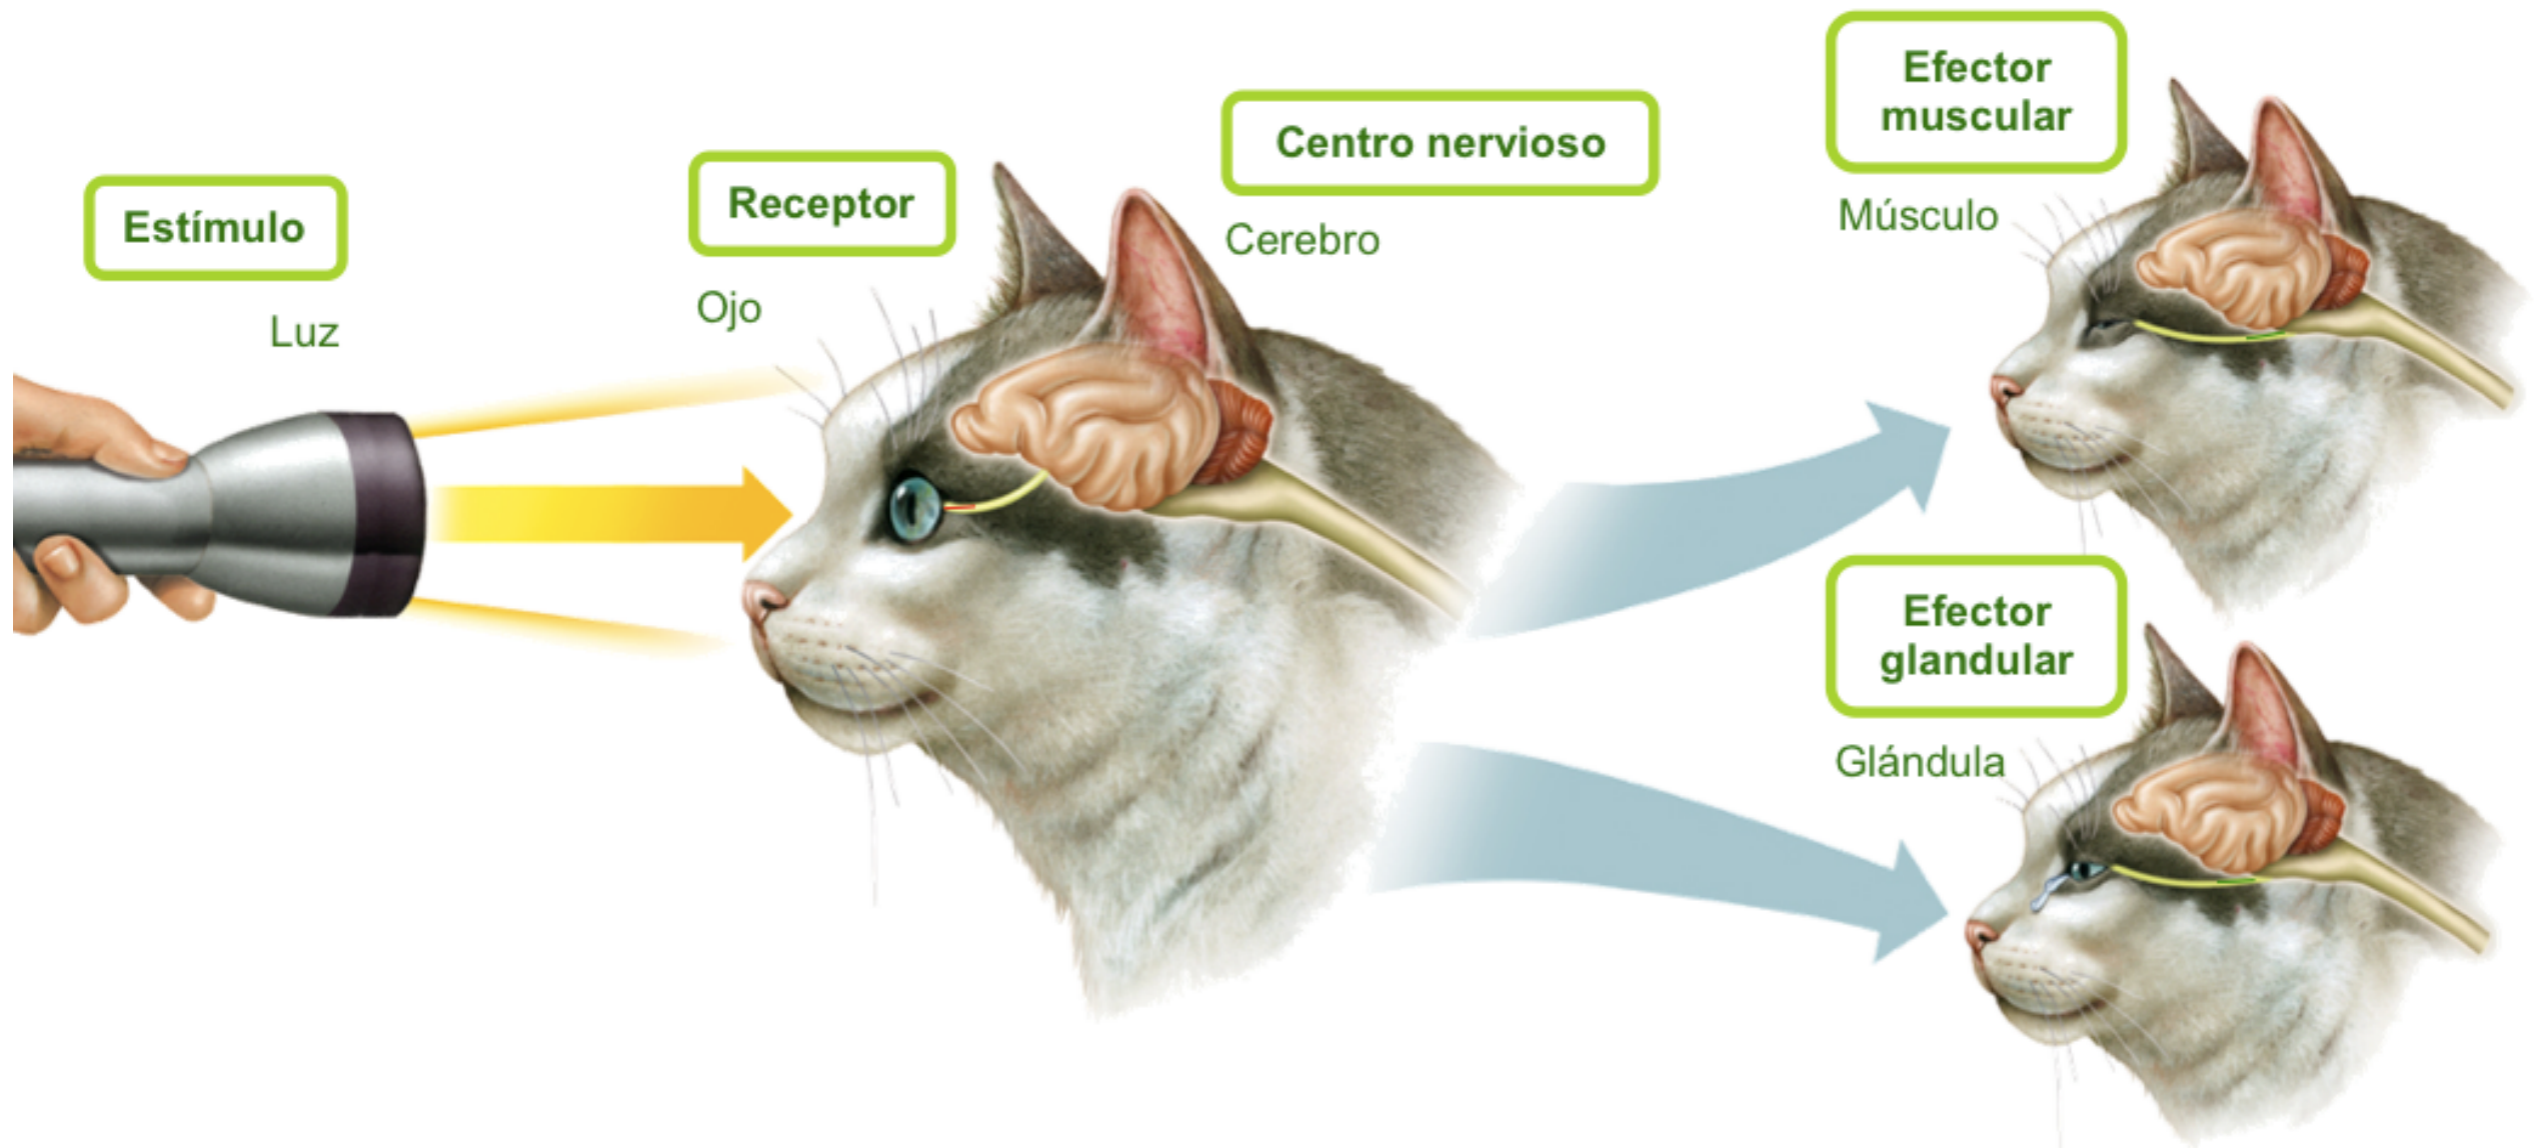 Estímulo
Luz
Receptor
Ojo
Centro nervioso
Cerebro
Efector
muscular
Músculo
Efector
glandular
Glándula